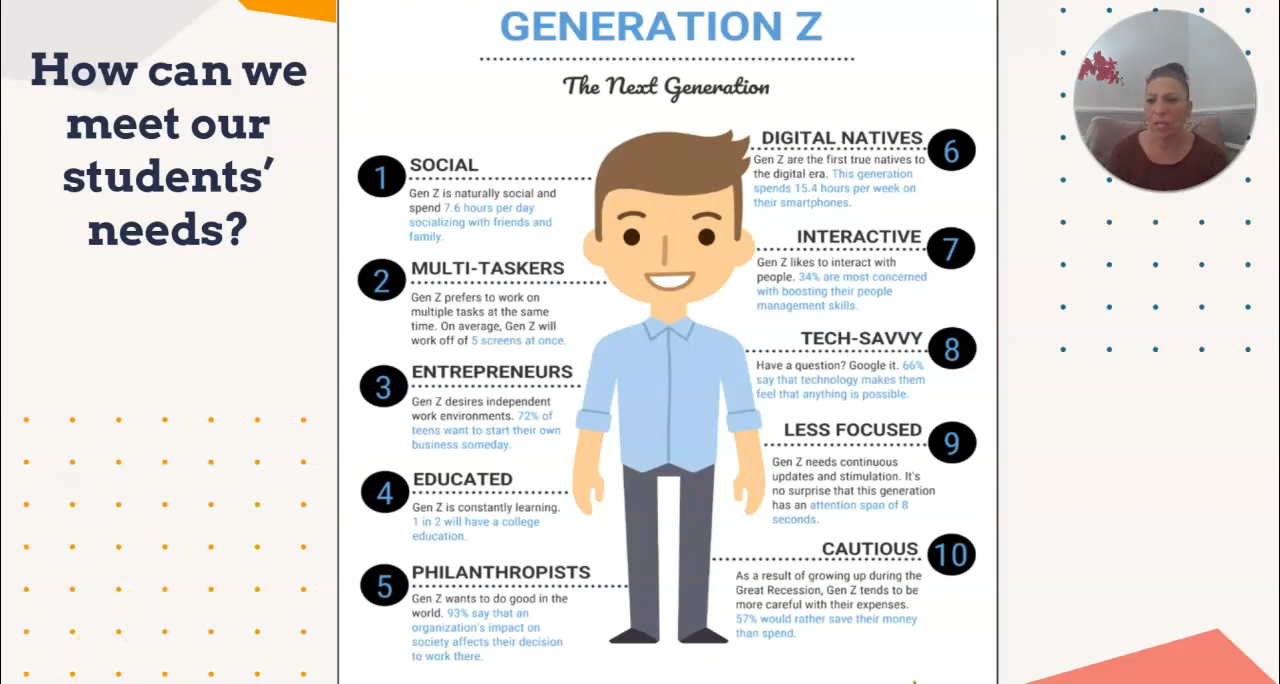 How can we
meet our
students’
needs?
GENERATION Z
The Next Generation
1
SOCIAL
Gen Z is naturally social and
spend 7.6 hours per day
socializing with friends and
family.
2
MULTI-TASKERS
Gen Z prefers to work on
multiple tasks at the same
time. On average, Gen Z will
work off of 5 screens at once.
3
ENTREPRENEURS
Gen Z desires independent
work environments. 72% of
teens want to start their own
business someday.
4
EDUCATED
Gen Z is constantly learning.
1 in 2 will have a college
education.
5
PHILANTHROPISTS
Gen Z wants to do good in the
world. 93% say that an
organization's impact on
society affects their decision
to work there.
DIGITAL NATIVES
6
Gen Z are the first true natives to
the digital era. This generation
spends 15.4 hours per week on
their smartphones.
INTERACTIVE
7
Gen Z likes to interact with
people. 34% are most concerned
with boosting their people
management skills.
TECH-SAVVY
8
Have a question? Google it. 66%
say that technology makes them
feel that anything is possible.
LESS FOCUSED
9
Gen Z needs continuous
updates and stimulation. It's
no surprise that this generation
has an attention span of 8
seconds.
CAUTIOUS
10
As a result of growing up during the
Great Recession, Gen Z tends to be
more careful with their expenses.
57% would rather save their money
than spend.